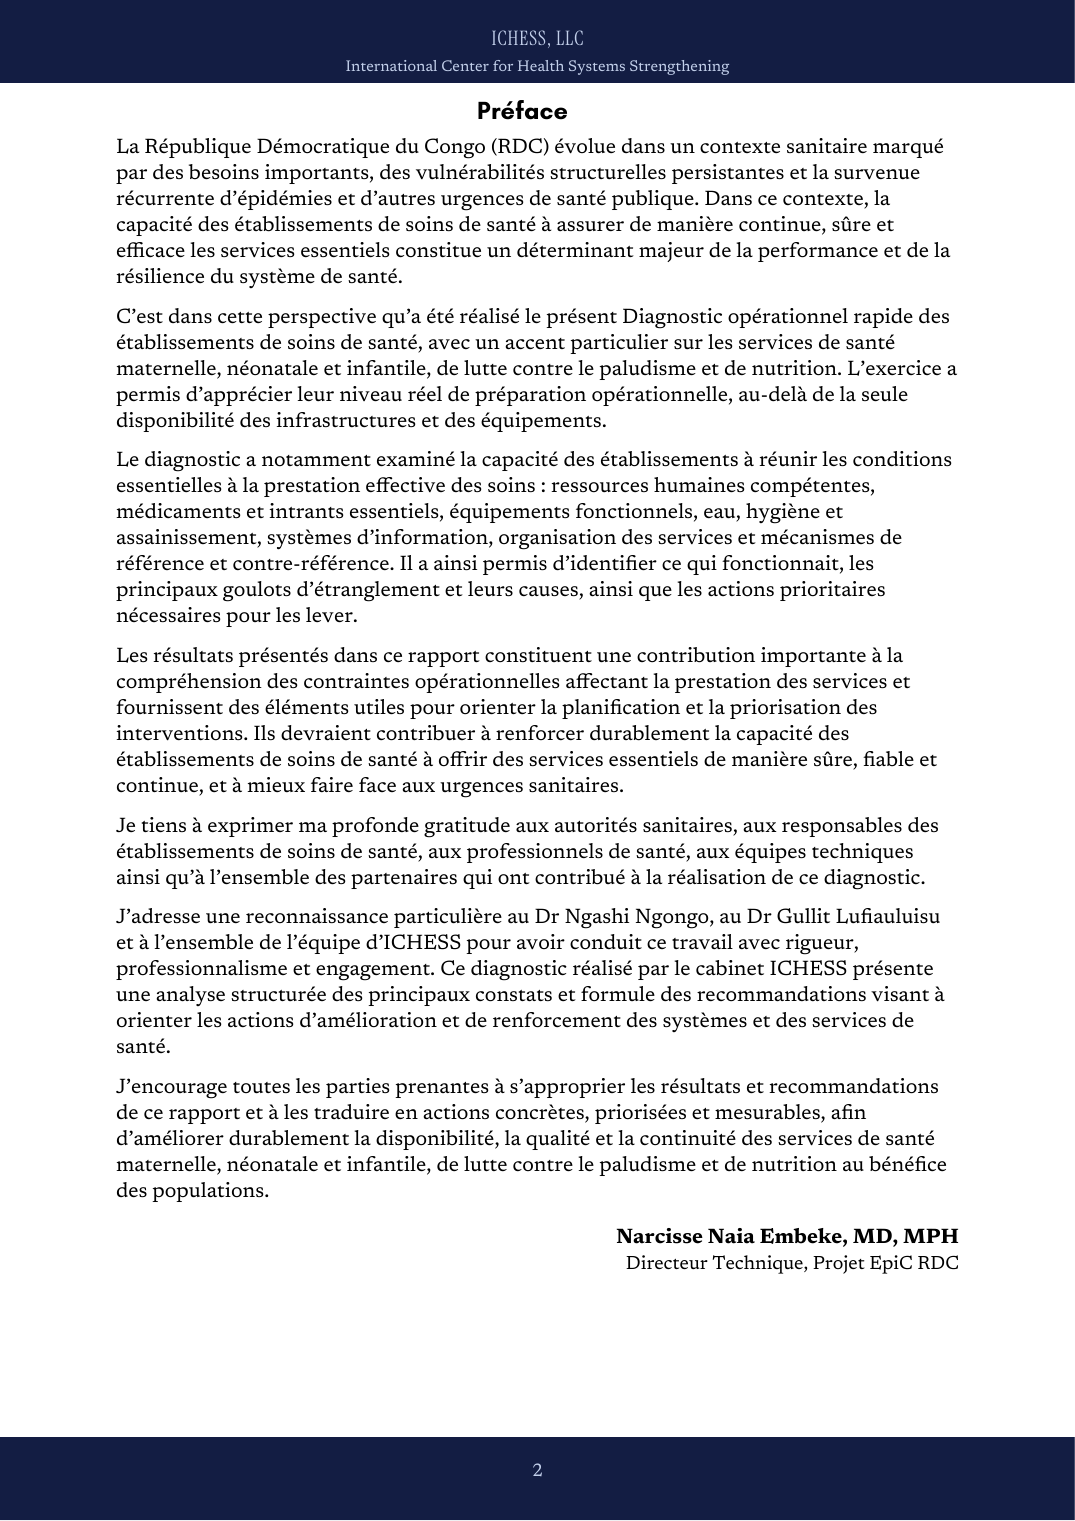 ICHESS, LLC
International Center for Health Systems Strengthening
Préface
La République Démocratique du Congo (RDC) évolue dans un contexte sanitaire marqué
par des besoins importants, des vulnérabilités structurelles persistantes et la survenue
récurrente d’épidémies et d’autres urgences de santé publique. Dans ce contexte, la
capacité des établissements de soins de santé à assurer de manière continue, sûre et
efficace les services essentiels constitue un déterminant majeur de la performance et de la
résilience du système de santé.
C’est dans cette perspective qu’a été réalisé le présent Diagnostic opérationnel rapide des
établissements de soins de santé, avec un accent particulier sur les services de santé
maternelle, néonatale et infantile, de lutte contre le paludisme et de nutrition. L’exercice a
permis d’apprécier leur niveau réel de préparation opérationnelle, au-delà de la seule
disponibilité des infrastructures et des équipements.
Le diagnostic a notamment examiné la capacité des établissements à réunir les conditions
essentielles à la prestation effective des soins : ressources humaines compétentes,
médicaments et intrants essentiels, équipements fonctionnels, eau, hygiène et
assainissement, systèmes d’information, organisation des services et mécanismes de
référence et contre-référence. Il a ainsi permis d’identifier ce qui fonctionnait, les
principaux goulots d’étranglement et leurs causes, ainsi que les actions prioritaires
nécessaires pour les lever.
Les résultats présentés dans ce rapport constituent une contribution importante à la
compréhension des contraintes opérationnelles affectant la prestation des services et
fournissent des éléments utiles pour orienter la planification et la priorisation des
interventions. Ils devraient contribuer à renforcer durablement la capacité des
établissements de soins de santé à offrir des services essentiels de manière sûre, fiable et
continue, et à mieux faire face aux urgences sanitaires.
Je tiens à exprimer ma profonde gratitude aux autorités sanitaires, aux responsables des
établissements de soins de santé, aux professionnels de santé, aux équipes techniques
ainsi qu’à l’ensemble des partenaires qui ont contribué à la réalisation de ce diagnostic.
J’adresse une reconnaissance particulière au Dr Ngashi Ngongo, au Dr Gullit Lufiauluisu
et à l’ensemble de l’équipe d’ICHESS pour avoir conduit ce travail avec rigueur,
professionnalisme et engagement. Ce diagnostic réalisé par le cabinet ICHESS présente
une analyse structurée des principaux constats et formule des recommandations visant à
orienter les actions d’amélioration et de renforcement des systèmes et des services de
santé.
J’encourage toutes les parties prenantes à s’approprier les résultats et recommandations
de ce rapport et à les traduire en actions concrètes, priorisées et mesurables, afin
d’améliorer durablement la disponibilité, la qualité et la continuité des services de santé
maternelle, néonatale et infantile, de lutte contre le paludisme et de nutrition au bénéfice
des populations.
Narcisse Naia Embeke, MD, MPH
Directeur Technique, Projet EpiC RDC
2